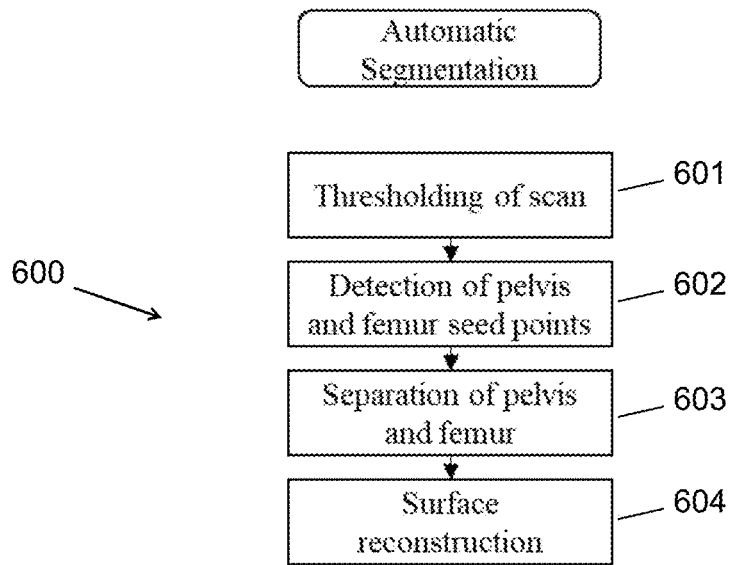 Automatic
Segmentation
Thresholding of scan
601
600
Detection of pelvis
and femur seed points
602
Separation of pelvis
and femur
603
Surface
reconstruction
604